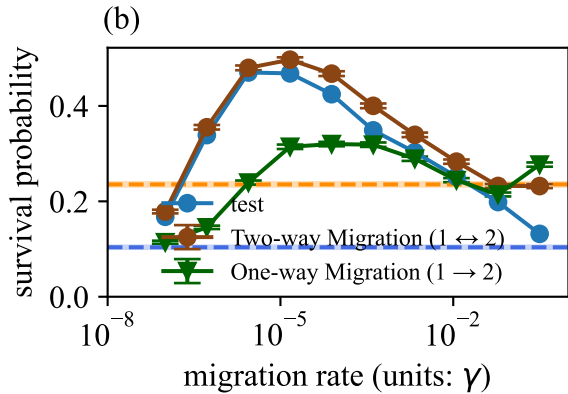 (b)
survival probability
0.4
0.2
0.0
test
Two-way Migration (1 ↔ 2)
One-way Migration (1 → 2)
10⁻⁸
10⁻⁵
10⁻²
migration rate (units: γ)